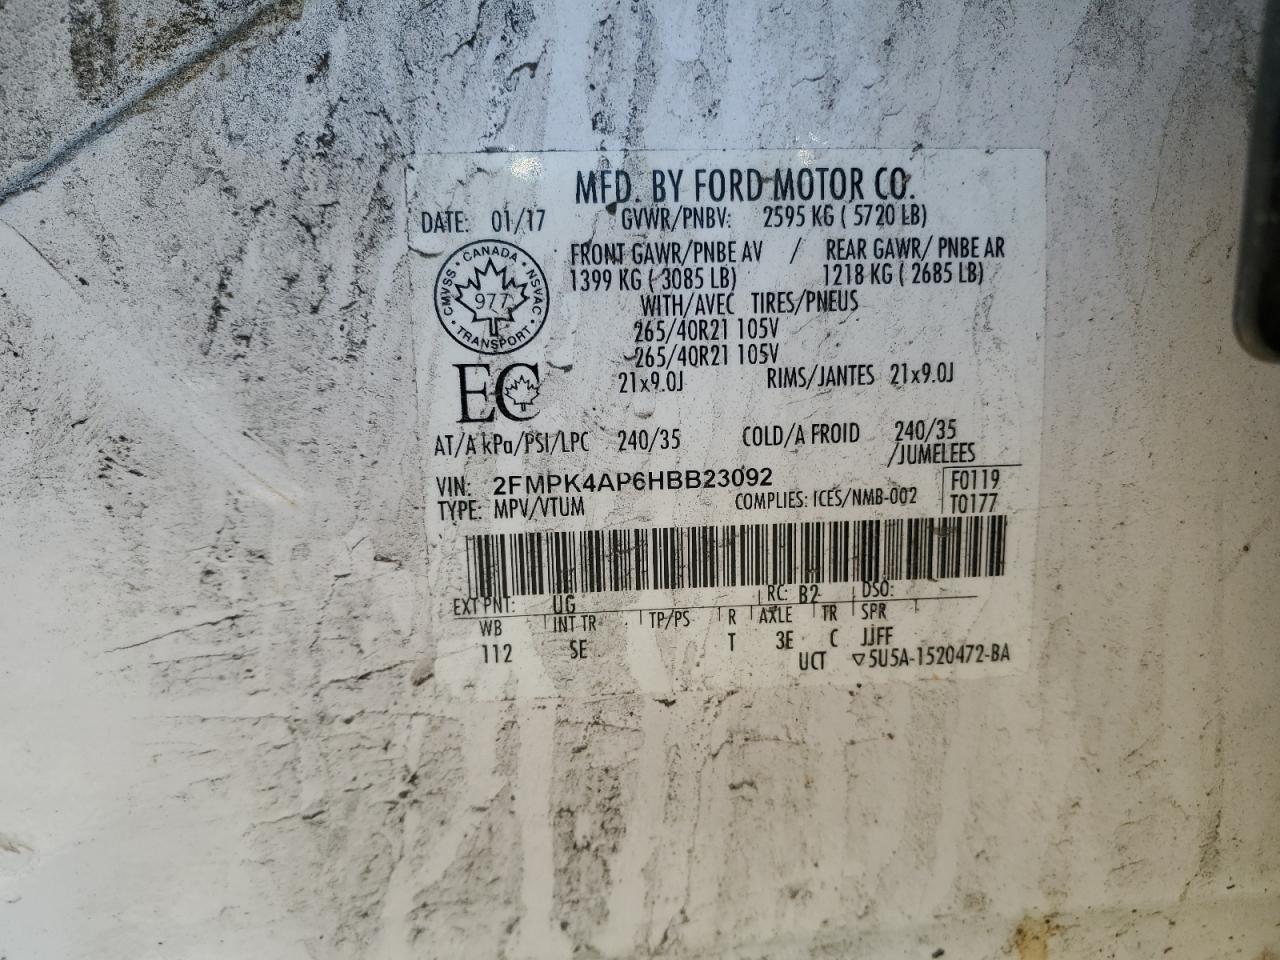 MFD. BY FORD MOTOR CO.
DATE: 01/17 GVWR/PNBV: 2595 KG ( 5720 LB)
FRONT GAWR/PNBE AV / REAR GAWR/ PNBE AR
1399 KG ( 3085 LB) 1218 KG ( 2685 LB)
WITH/AVEC TIRES/PNEUS
265/40R21 105V
265/40R21 105V
21x9.0J RIMS/JANTES 21x9.0J
CANADA
CMVSS NSVAC
977
TRANSPORT
EC
AT/A kPa/PSI/LPC 240/35 COLD/A FROID 240/35
/JUMELEES
VIN: 2FMPK4AP6HBB23092 F0119
TYPE: MPV/VTUM COMPLIES: ICES/NMB-002 T0177
EXT PNT: UG RC: B2 DSO:
WB INT TR TP/PS R AXLE TR SPR
112 SE T 3E C JJFF
UCT ▽5U5A-1520472-BA